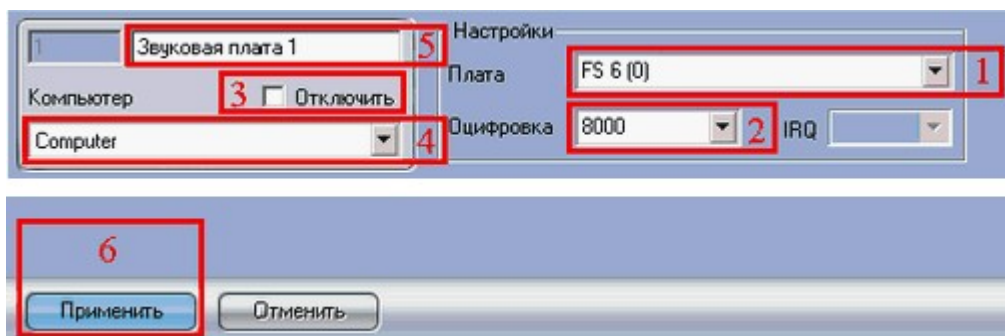 1 Звуковая плата 1 5
Компьютер 3 Отключить
Computer 4
Настройки
Плата FS 6 (0) 1
Оцифровка 8000 2 IRQ
6
Применить Отменить